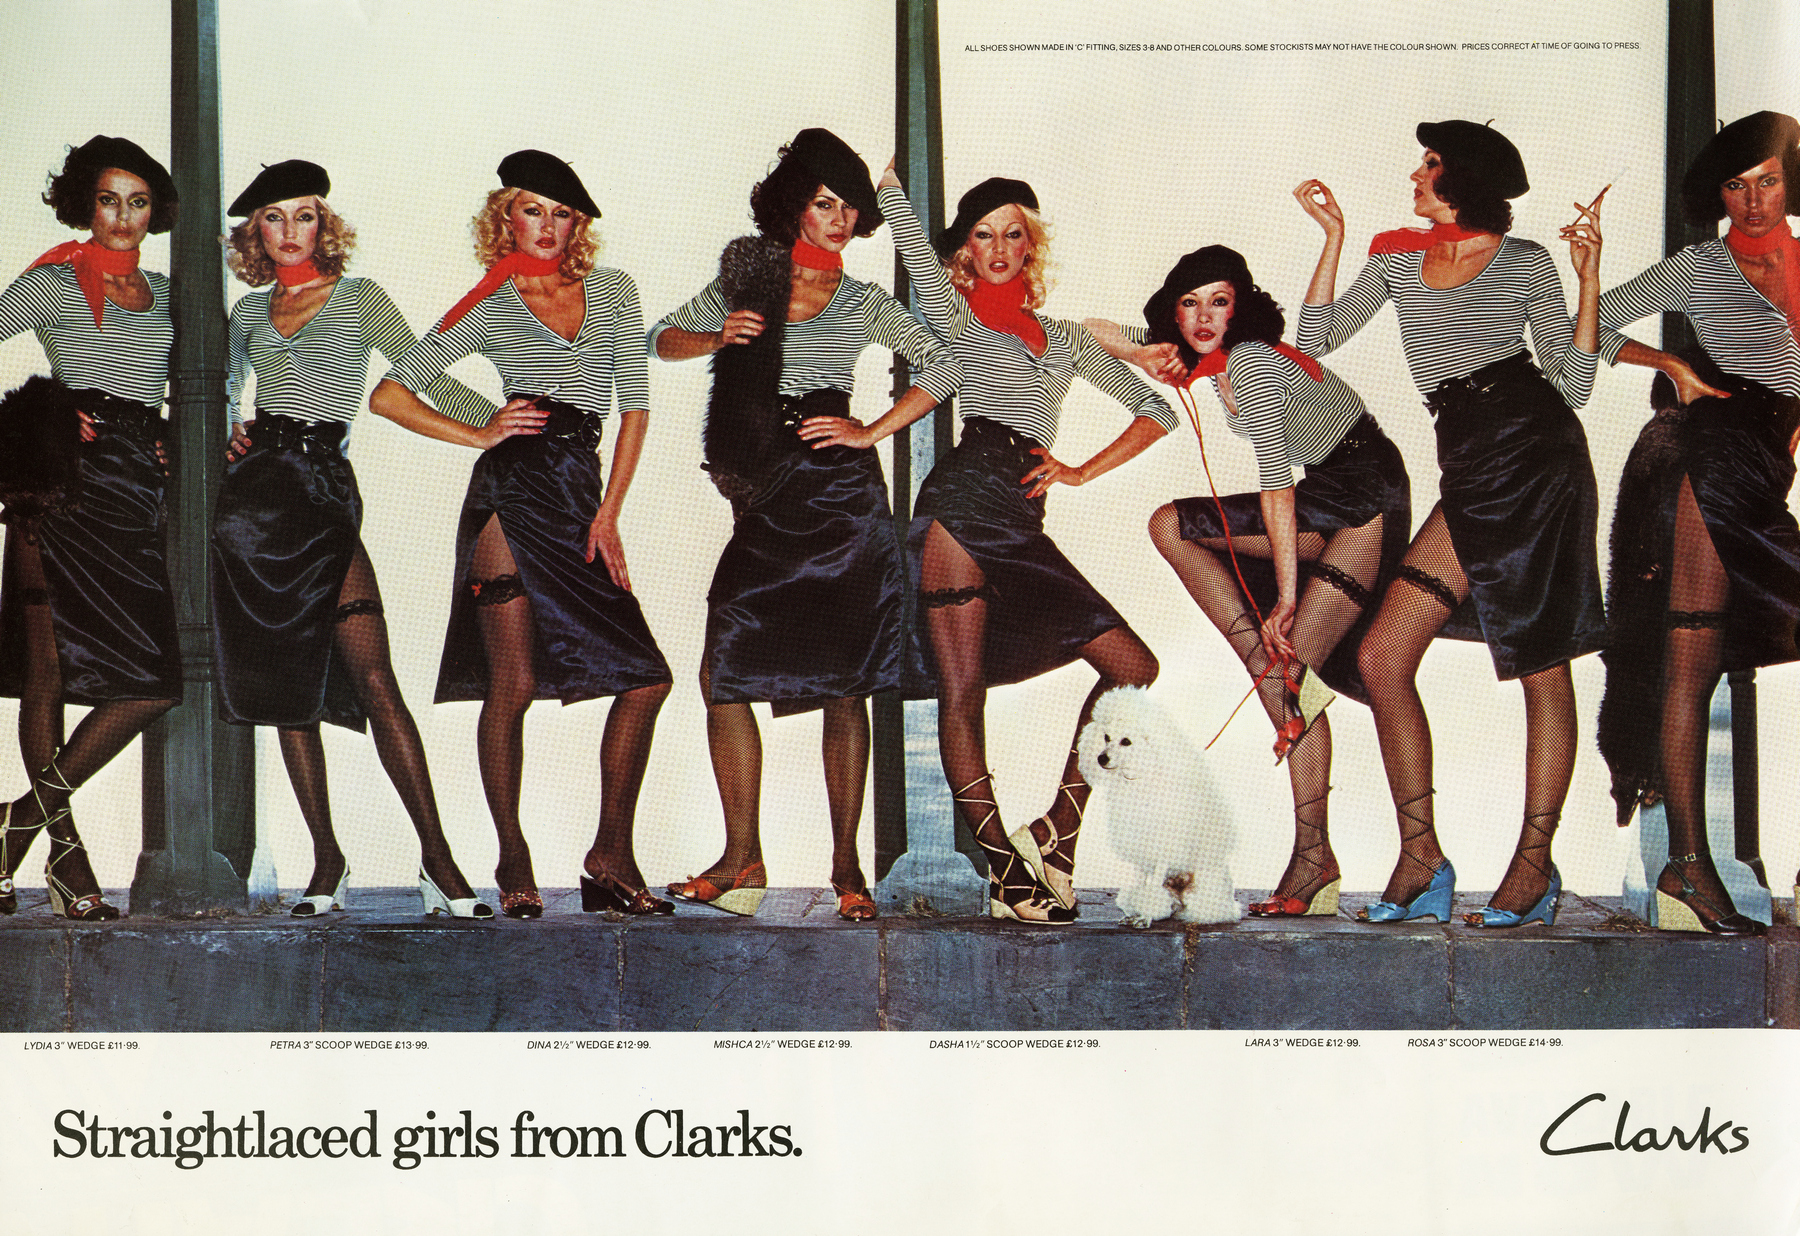 ALL SHOES SHOWN MADE IN 'C' FITTING, SIZES 3-8 AND OTHER COLOURS. SOME STOCKISTS MAY NOT HAVE THE COLOUR SHOWN. PRICES CORRECT AT TIME OF GOING TO PRESS.
LYDIA 3" WEDGE £11·99.
PETRA 3" SCOOP WEDGE £13·99.
DINA 2½" WEDGE £12·99.
MISHCA 2½" WEDGE £12·99.
DASHA 1½" SCOOP WEDGE £12·99.
LARA 3" WEDGE £12·99.
ROSA 3" SCOOP WEDGE £14·99.
Straightlaced girls from Clarks.
Clarks